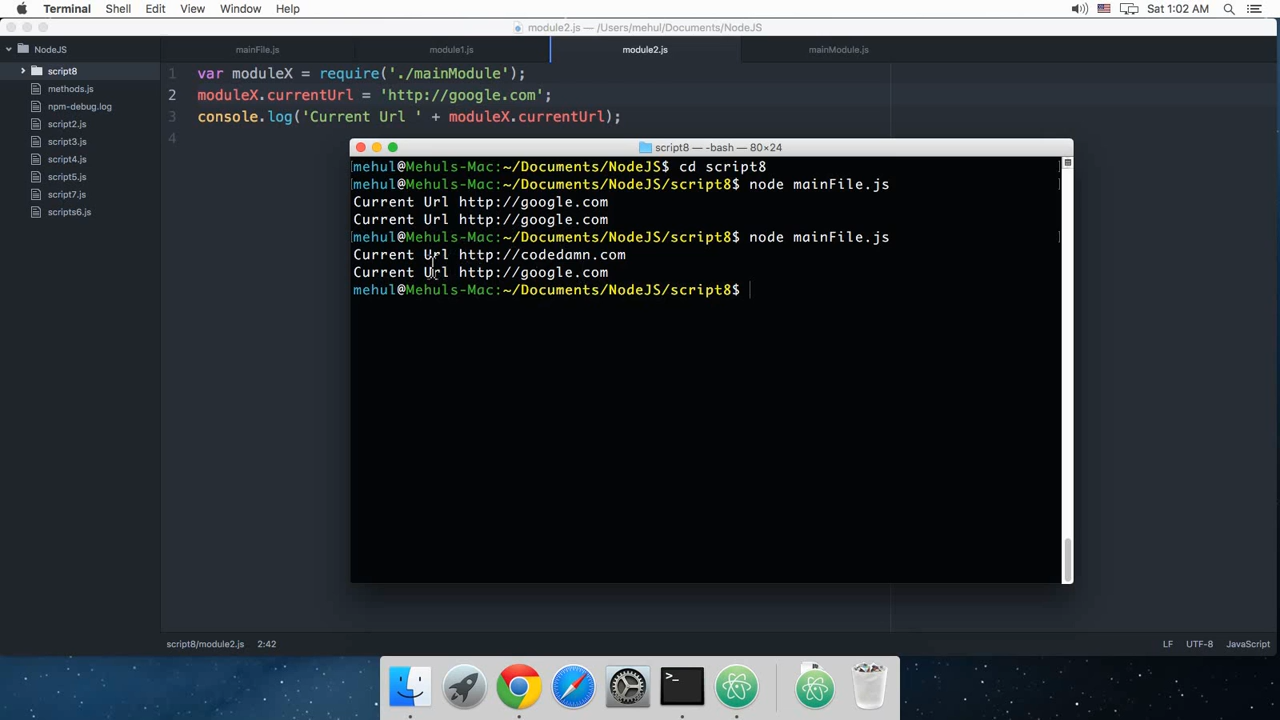 Terminal Shell Edit View Window Help Sat 1:02 AM
module2.js — /Users/mehul/Documents/NodeJS
NodeJS
script8
methods.js
npm-debug.log
script2.js
script3.js
script4.js
script5.js
script7.js
scripts6.js
mainFile.js module1.js module2.js mainModule.js
1 var moduleX = require('./mainModule');
2 moduleX.currentUrl = 'http://google.com';
3 console.log('Current Url ' + moduleX.currentUrl);
4
script8 — -bash — 80×24
mehul@Mehuls-Mac:~/Documents/NodeJS$ cd script8
mehul@Mehuls-Mac:~/Documents/NodeJS/script8$ node mainFile.js
Current Url http://google.com
Current Url http://google.com
mehul@Mehuls-Mac:~/Documents/NodeJS/script8$ node mainFile.js
Current Url http://codedamn.com
Current Url http://google.com
mehul@Mehuls-Mac:~/Documents/NodeJS/script8$
script8/module2.js 2:42 LF UTF-8 JavaScript
>_